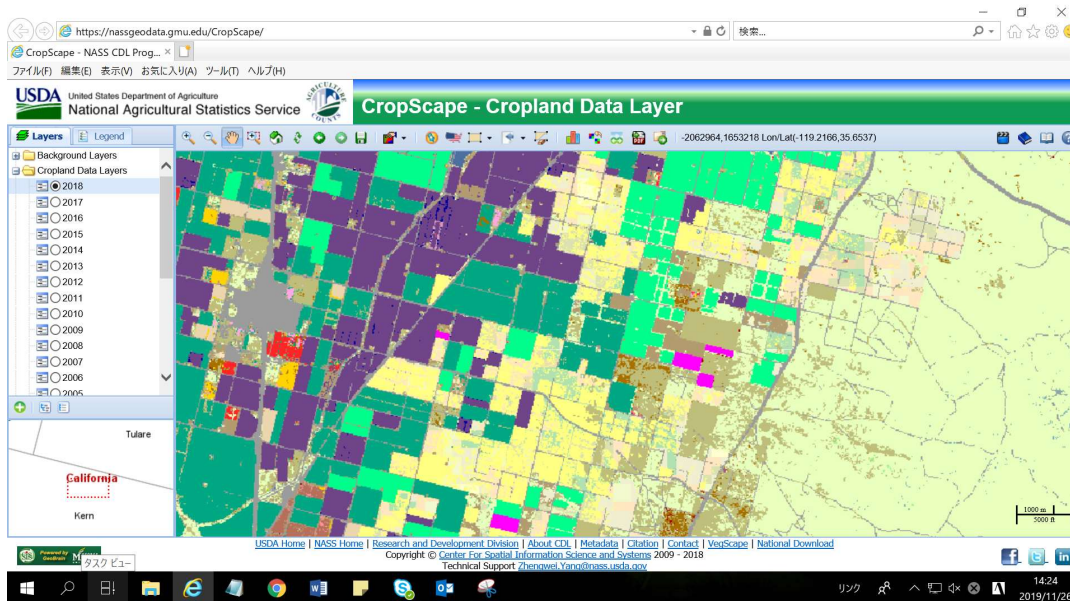 https://nassgeodata.gmu.edu/CropScape/
検索...
CropScape - NASS CDL Prog...
ファイル(F) 編集(E) 表示(V) お気に入り(A) ツール(T) ヘルプ(H)
USDA
United States Department of Agriculture
National Agricultural Statistics Service
AGRICULTURE COUNTS
CropScape - Cropland Data Layer
Layers Legend
-2062964,1653218 Lon/Lat(-119.2166,35.6537)
Background Layers
Cropland Data Layers
2018
2017
2016
2015
2014
2013
2012
2011
2010
2009
2008
2007
2006
2005
Tulare
California
Kern
1000 m
5000 ft
USDA Home | NASS Home | Research and Development Division | About CDL | Metadata | Citation | Contact | VegScape | National Download
Copyright © Center For Spatial Information Science and Systems 2009 - 2018
Technical Support Zhengwei.Yang@nass.usda.gov
Powered by
GeoBrain
タスク ビュー
リンク
14:24
2019/11/26